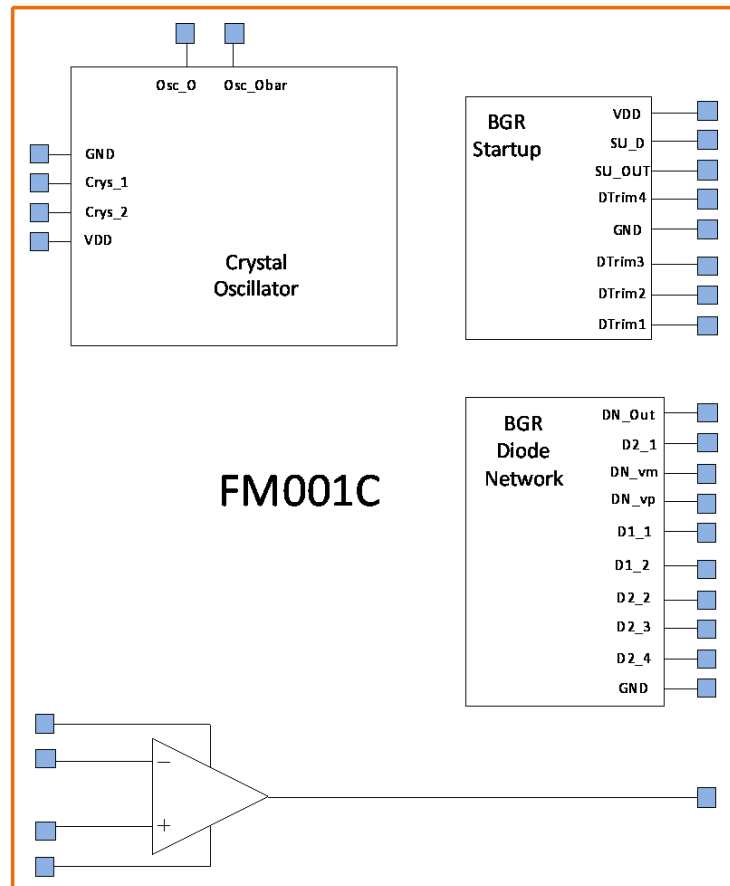 Osc_O Osc_Obar
GND
Crys_1
Crys_2
VDD
Crystal
Oscillator
BGR
Startup
VDD
SU_D
SU_OUT
DTrim4
GND
DTrim3
DTrim2
DTrim1
BGR
Diode
Network
DN_Out
D2_1
DN_vm
DN_vp
D1_1
D1_2
D2_2
D2_3
D2_4
GND
FM001C
−
+